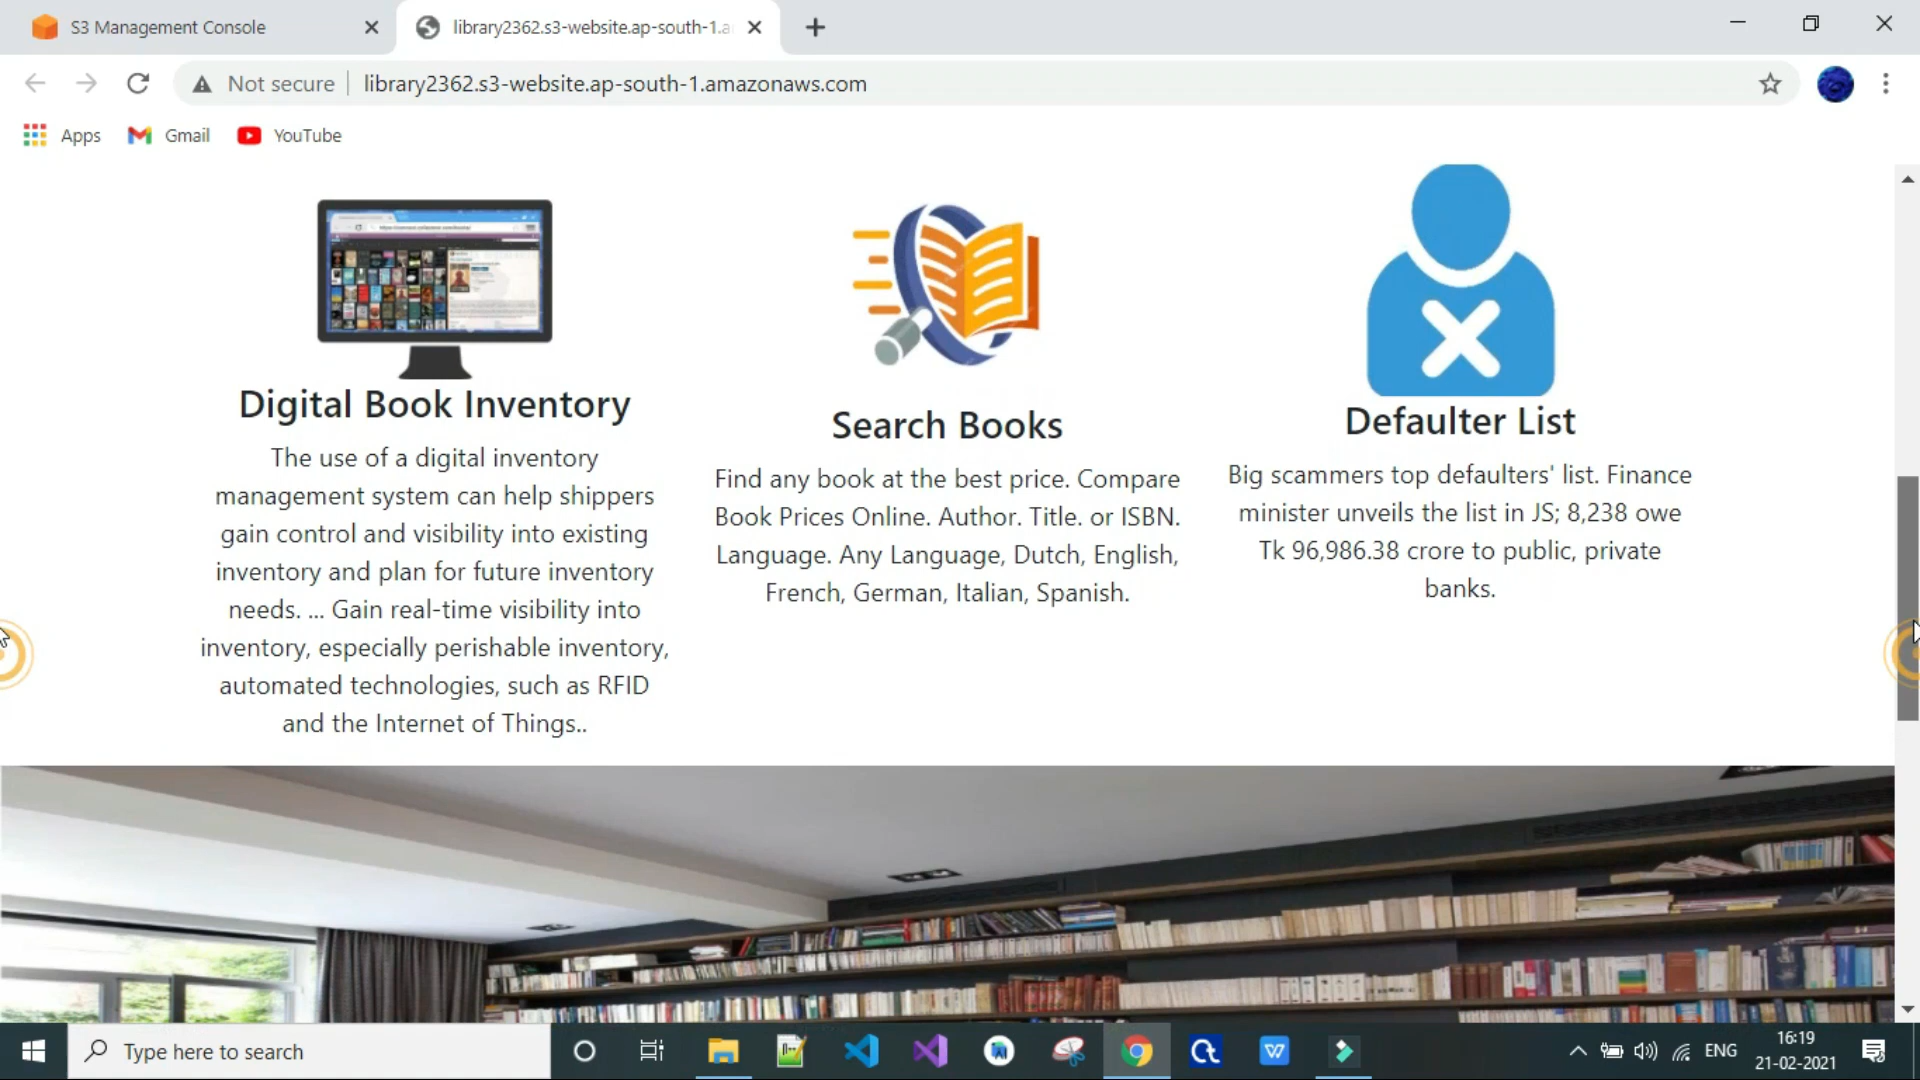 S3 Management Console
library2362.s3-website.ap-south-1.a
Not secure
library2362.s3-website.ap-south-1.amazonaws.com
Apps
Gmail
YouTube
Digital Book Inventory
The use of a digital inventory
management system can help shippers
gain control and visibility into existing
inventory and plan for future inventory
needs. ... Gain real-time visibility into
inventory, especially perishable inventory,
automated technologies, such as RFID
and the Internet of Things..
Search Books
Find any book at the best price. Compare
Book Prices Online. Author. Title. or ISBN.
Language. Any Language, Dutch, English,
French, German, Italian, Spanish.
Defaulter List
Big scammers top defaulters' list. Finance
minister unveils the list in JS; 8,238 owe
Tk 96,986.38 crore to public, private
banks.
Type here to search
ENG
16:19
21-02-2021